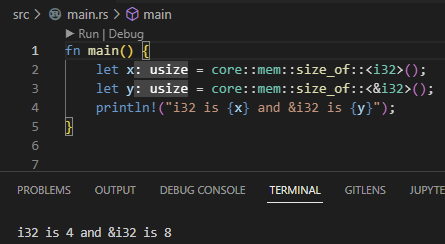 src > main.rs > main
Run | Debug
1 fn main() {
2 let x: usize = core::mem::size_of::<i32>();
3 let y: usize = core::mem::size_of::<&i32>();
4 println!("i32 is {x} and &i32 is {y}");
5 }
6
7
PROBLEMS OUTPUT DEBUG CONSOLE TERMINAL GITLENS JUPYTE
i32 is 4 and &i32 is 8